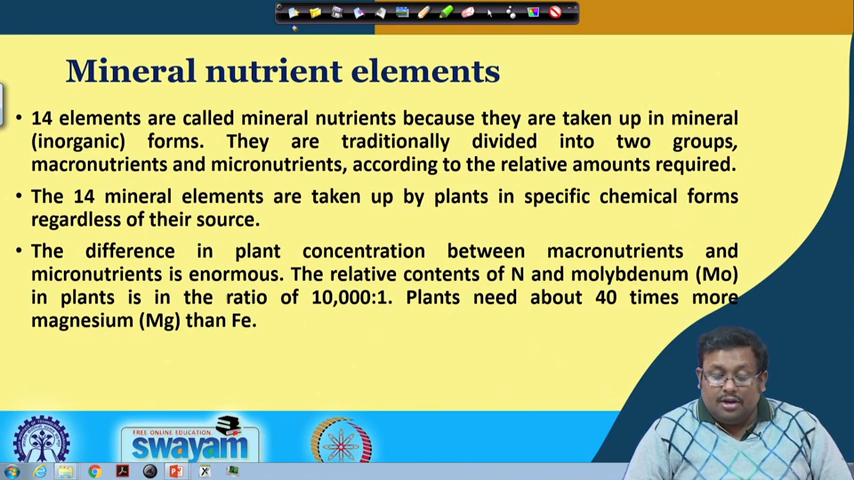 Mineral nutrient elements
• 14 elements are called mineral nutrients because they are taken up in mineral
(inorganic) forms. They are traditionally divided into two groups,
macronutrients and micronutrients, according to the relative amounts required.
• The 14 mineral elements are taken up by plants in specific chemical forms
regardless of their source.
• The difference in plant concentration between macronutrients and
micronutrients is enormous. The relative contents of N and molybdenum (Mo)
in plants is in the ratio of 10,000:1. Plants need about 40 times more
magnesium (Mg) than Fe.
FREE ONLINE EDUCATION
swayam